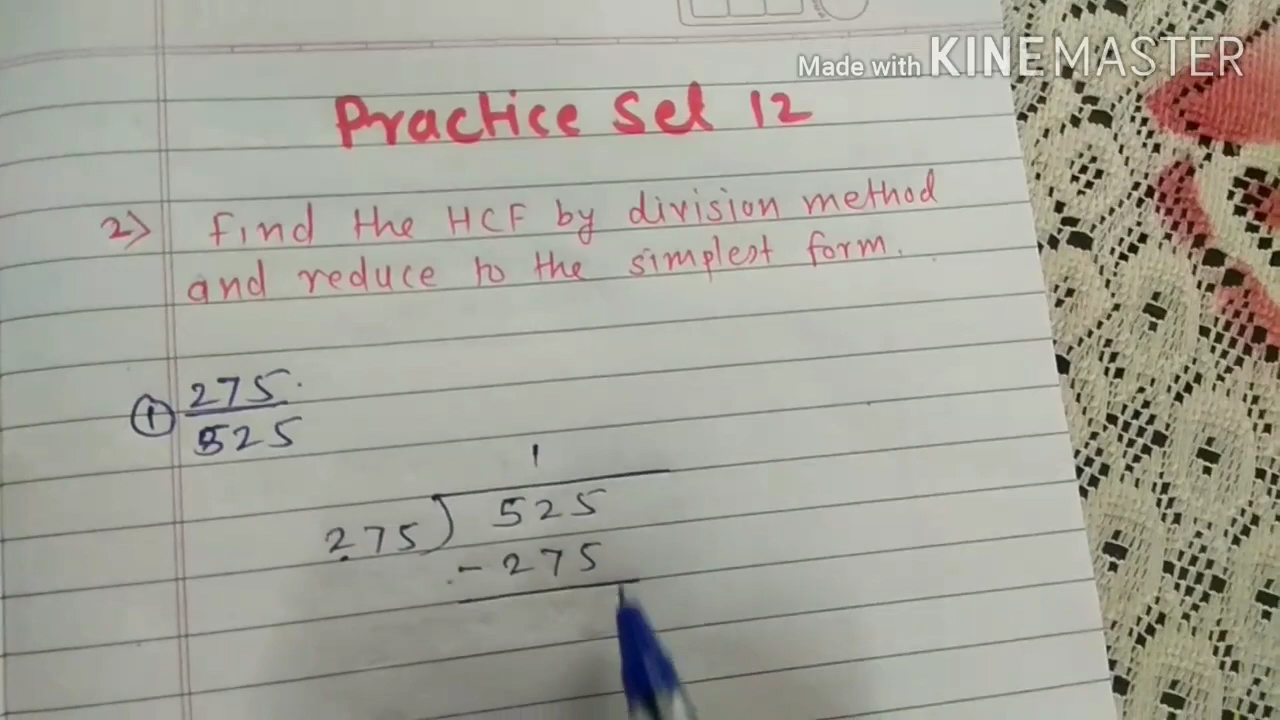 Made with KINEMASTER
Practice Set 12
2) Find the HCF by division method
and reduce to the simplest form.
① 275
525
1
275) 525
- 275